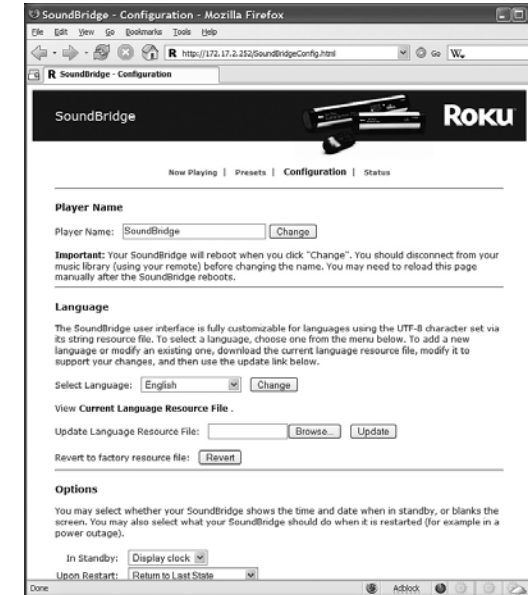 SoundBridge - Configuration - Mozilla Firefox
File Edit View Go Bookmarks Tools Help
R http://172.17.2.252/SoundBridgeConfig.html Go W.
R SoundBridge - Configuration
SoundBridge ROKU
Now Playing | Presets | Configuration | Status
Player Name
Player Name: SoundBridge Change
Important: Your SoundBridge will reboot when you click "Change". You should disconnect from your
music library (using your remote) before changing the name. You may need to reload this page
manually after the SoundBridge reboots.
Language
The SoundBridge user interface is fully customizable for languages using the UTF-8 character set via
its string resource file. To select a language, choose one from the menu below. To add a new
language or modify an existing one, download the current language resource file, modify it to
support your changes, and then use the update link below.
Select Language: English Change
View Current Language Resource File .
Update Language Resource File: Browse... Update
Revert to factory resource file: Revert
Options
You may select whether your SoundBridge shows the time and date when in standby, or blanks the
screen. You may also select what your SoundBridge should do when it is restarted (for example in a
power outage).
In Standby: Display clock
Upon Restart: Return to Last State
Done Adblock